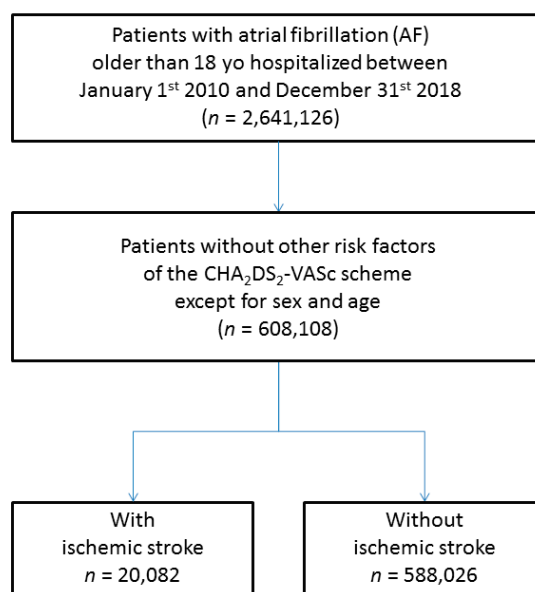 Patients with atrial fibrillation (AF)
older than 18 yo hospitalized between
January 1st 2010 and December 31st 2018
(n = 2,641,126)
Patients without other risk factors
of the CHA₂DS₂-VASc scheme
except for sex and age
(n = 608,108)
With
ischemic stroke
n = 20,082
Without
ischemic stroke
n = 588,026